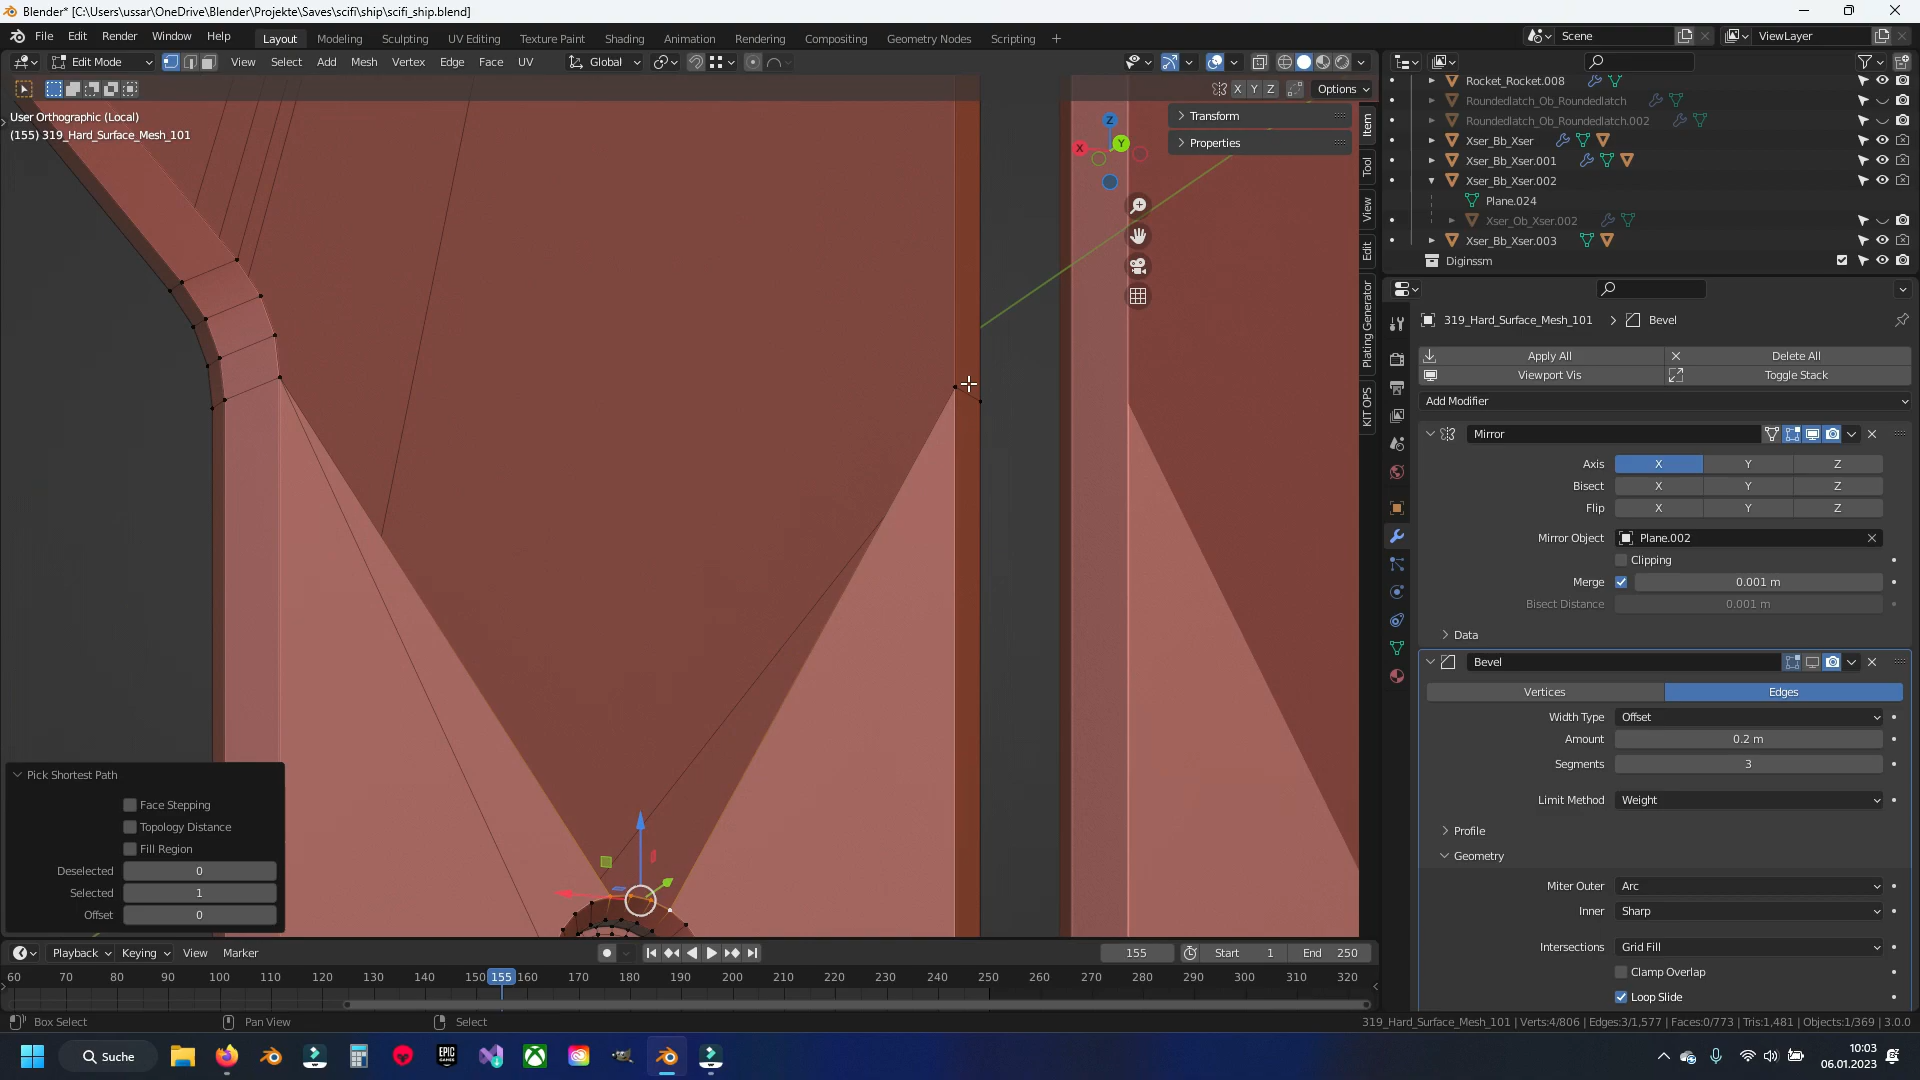 Blender* [C:\Users\ussar\OneDrive\Blender\Projekte\Saves\scifi\ship\scifi_ship.blend]
File Edit Render Window Help Layout Modeling Sculpting UV Editing Texture Paint Shading Animation Rendering Compositing Geometry Nodes Scripting + Scene ViewLayer
Edit Mode View Select Add Mesh Vertex Edge Face UV Global
X Y Z Options
User Orthographic (Local)
(155) 319_Hard_Surface_Mesh_101
Transform
Properties
Z
Y
X
Item
Tool
View
Edit
Plating Generator
KIT OPS
Rocket_Rocket.008
Roundedlatch_Ob_Roundedlatch
Roundedlatch_Ob_Roundedlatch.002
Xser_Bb_Xser
Xser_Bb_Xser.001
Xser_Bb_Xser.002
Plane.024
Xser_Ob_Xser.002
Xser_Bb_Xser.003
Diginssm
319_Hard_Surface_Mesh_101 > Bevel
Apply All Delete All
Viewport Vis Toggle Stack
Add Modifier
Mirror
Axis X Y Z
Bisect X Y Z
Flip X Y Z
Mirror Object Plane.002
Clipping
Merge 0.001 m
Bisect Distance 0.001 m
Data
Bevel
Vertices Edges
Width Type Offset
Amount 0.2 m
Segments 3
Limit Method Weight
Profile
Geometry
Miter Outer Arc
Inner Sharp
Intersections Grid Fill
Clamp Overlap
Loop Slide
Pick Shortest Path
Face Stepping
Topology Distance
Fill Region
Deselected 0
Selected 1
Offset 0
Playback Keying View Marker 155 Start 1 End 250
60 70 80 90 100 110 120 130 140 150 155 160 170 180 190 200 210 220 230 240 250 260 270 280 290 300 310 320
Box Select Pan View Select 319_Hard_Surface_Mesh_101 | Verts:4/806 | Edges:3/1,577 | Faces:0/773 | Tris:1,481 | Objects:1/369 | 3.0.0
Suche
EPIC GAMES
10:03
06.01.2023